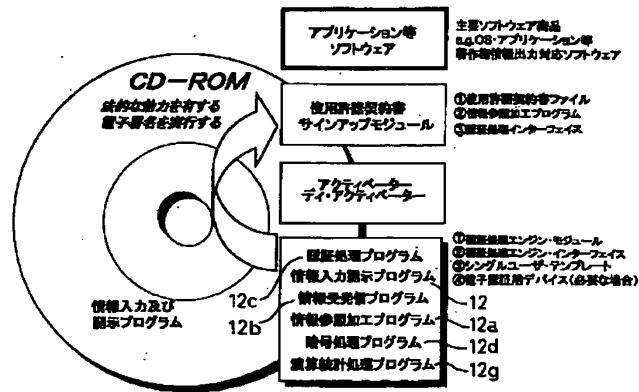 アプリケーション等
ソフトウェア
主要ソフトウェア商品
e.g.OS・アプリケーション等
著作権情報出力対応ソフトウェア
CD-ROM
法的な効力を有する
電子署名を実行する
使用許諾契約書
サインアップモジュール
①使用許諾契約書ファイル
②情報参照加工プログラム
③認証処理インターフェイス
アクティベーター
ディ・アクティベーター
認証処理プログラム
情報入力開示プログラム
情報受発信プログラム
情報参照加工プログラム
暗号処理プログラム
演算統計処理プログラム
①認証処理エンジン・モジュール
②認証処理エンジン・インターフェイス
③シングルユーザ・テンプレート
④電子認証用デバイス(必要な場合)
情報入力及び
開示プログラム
12c
12b
12
12a
12d
12g